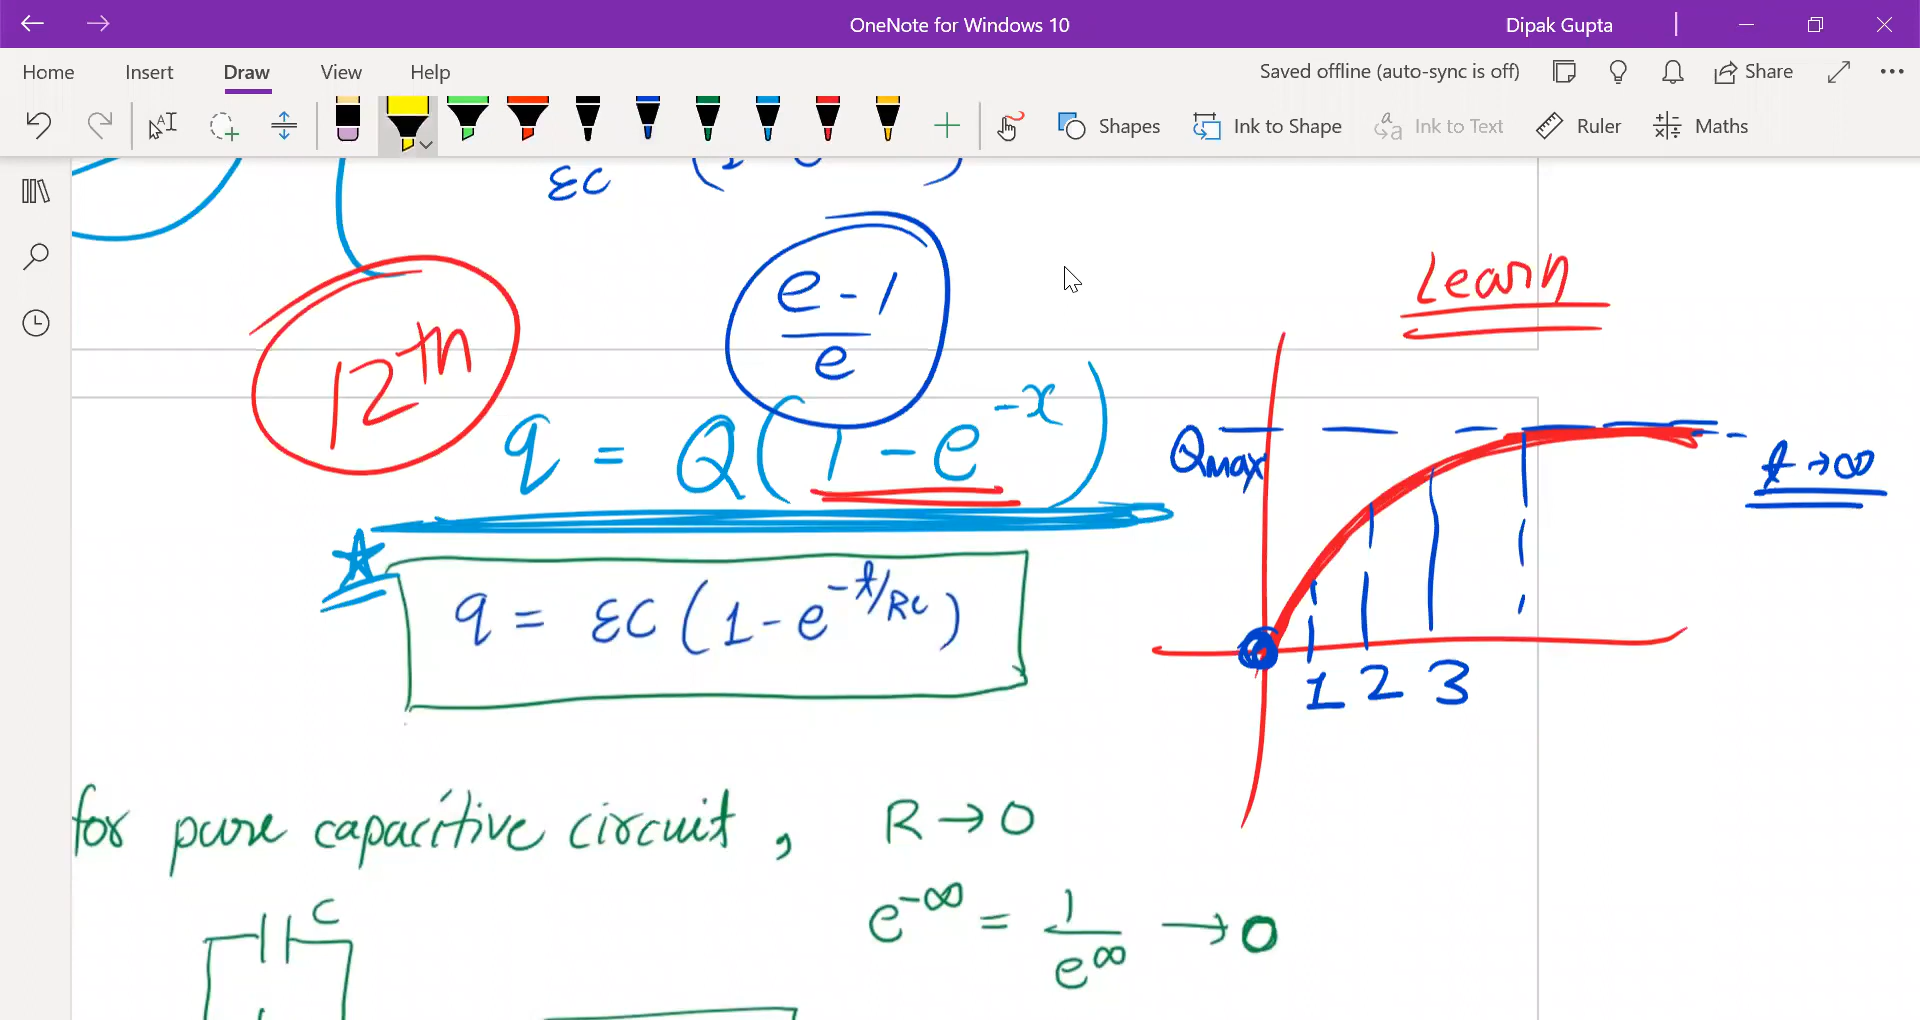 OneNote for Windows 10
Dipak Gupta
Home Insert Draw View Help
Saved offline (auto-sync is off) Share
Shapes Ink to Shape Ink to Text Ruler Maths
εC
12th
e - 1
e
Learn
q = Q(1 - e^-x)
Qmax
t → ∞
q = εC (1 - e^-t/RC)
1 2 3
for pure capacitive circuit, R → 0
C
e^-∞ = 1/e^∞ → 0